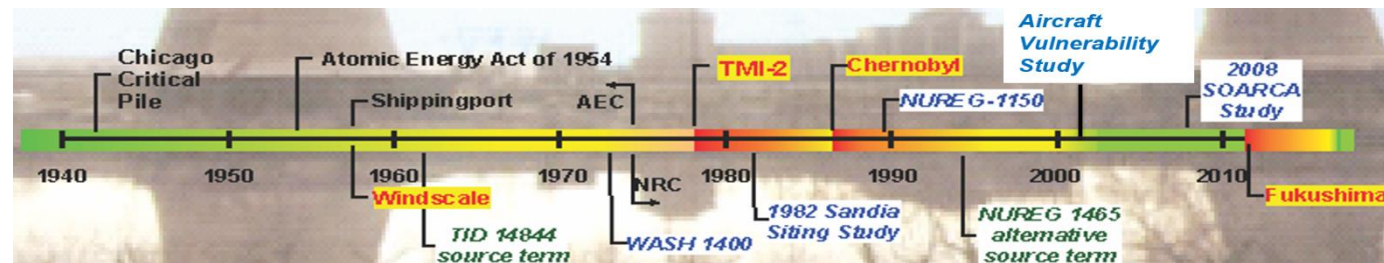 Aircraft
Vulnerability
Study
Chicago
Critical
Pile
Atomic Energy Act of 1954
TMI-2
Chernobyl
2008
SOARCA
Study
Shippingport
AEC
NUREG-1150
1940
1950
1960
1970
1980
1990
2000
2010
Windscale
NRC
Fukushima
TID 14844
source term
WASH 1400
1982 Sandia
Siting Study
NUREG 1465
alternative
source term